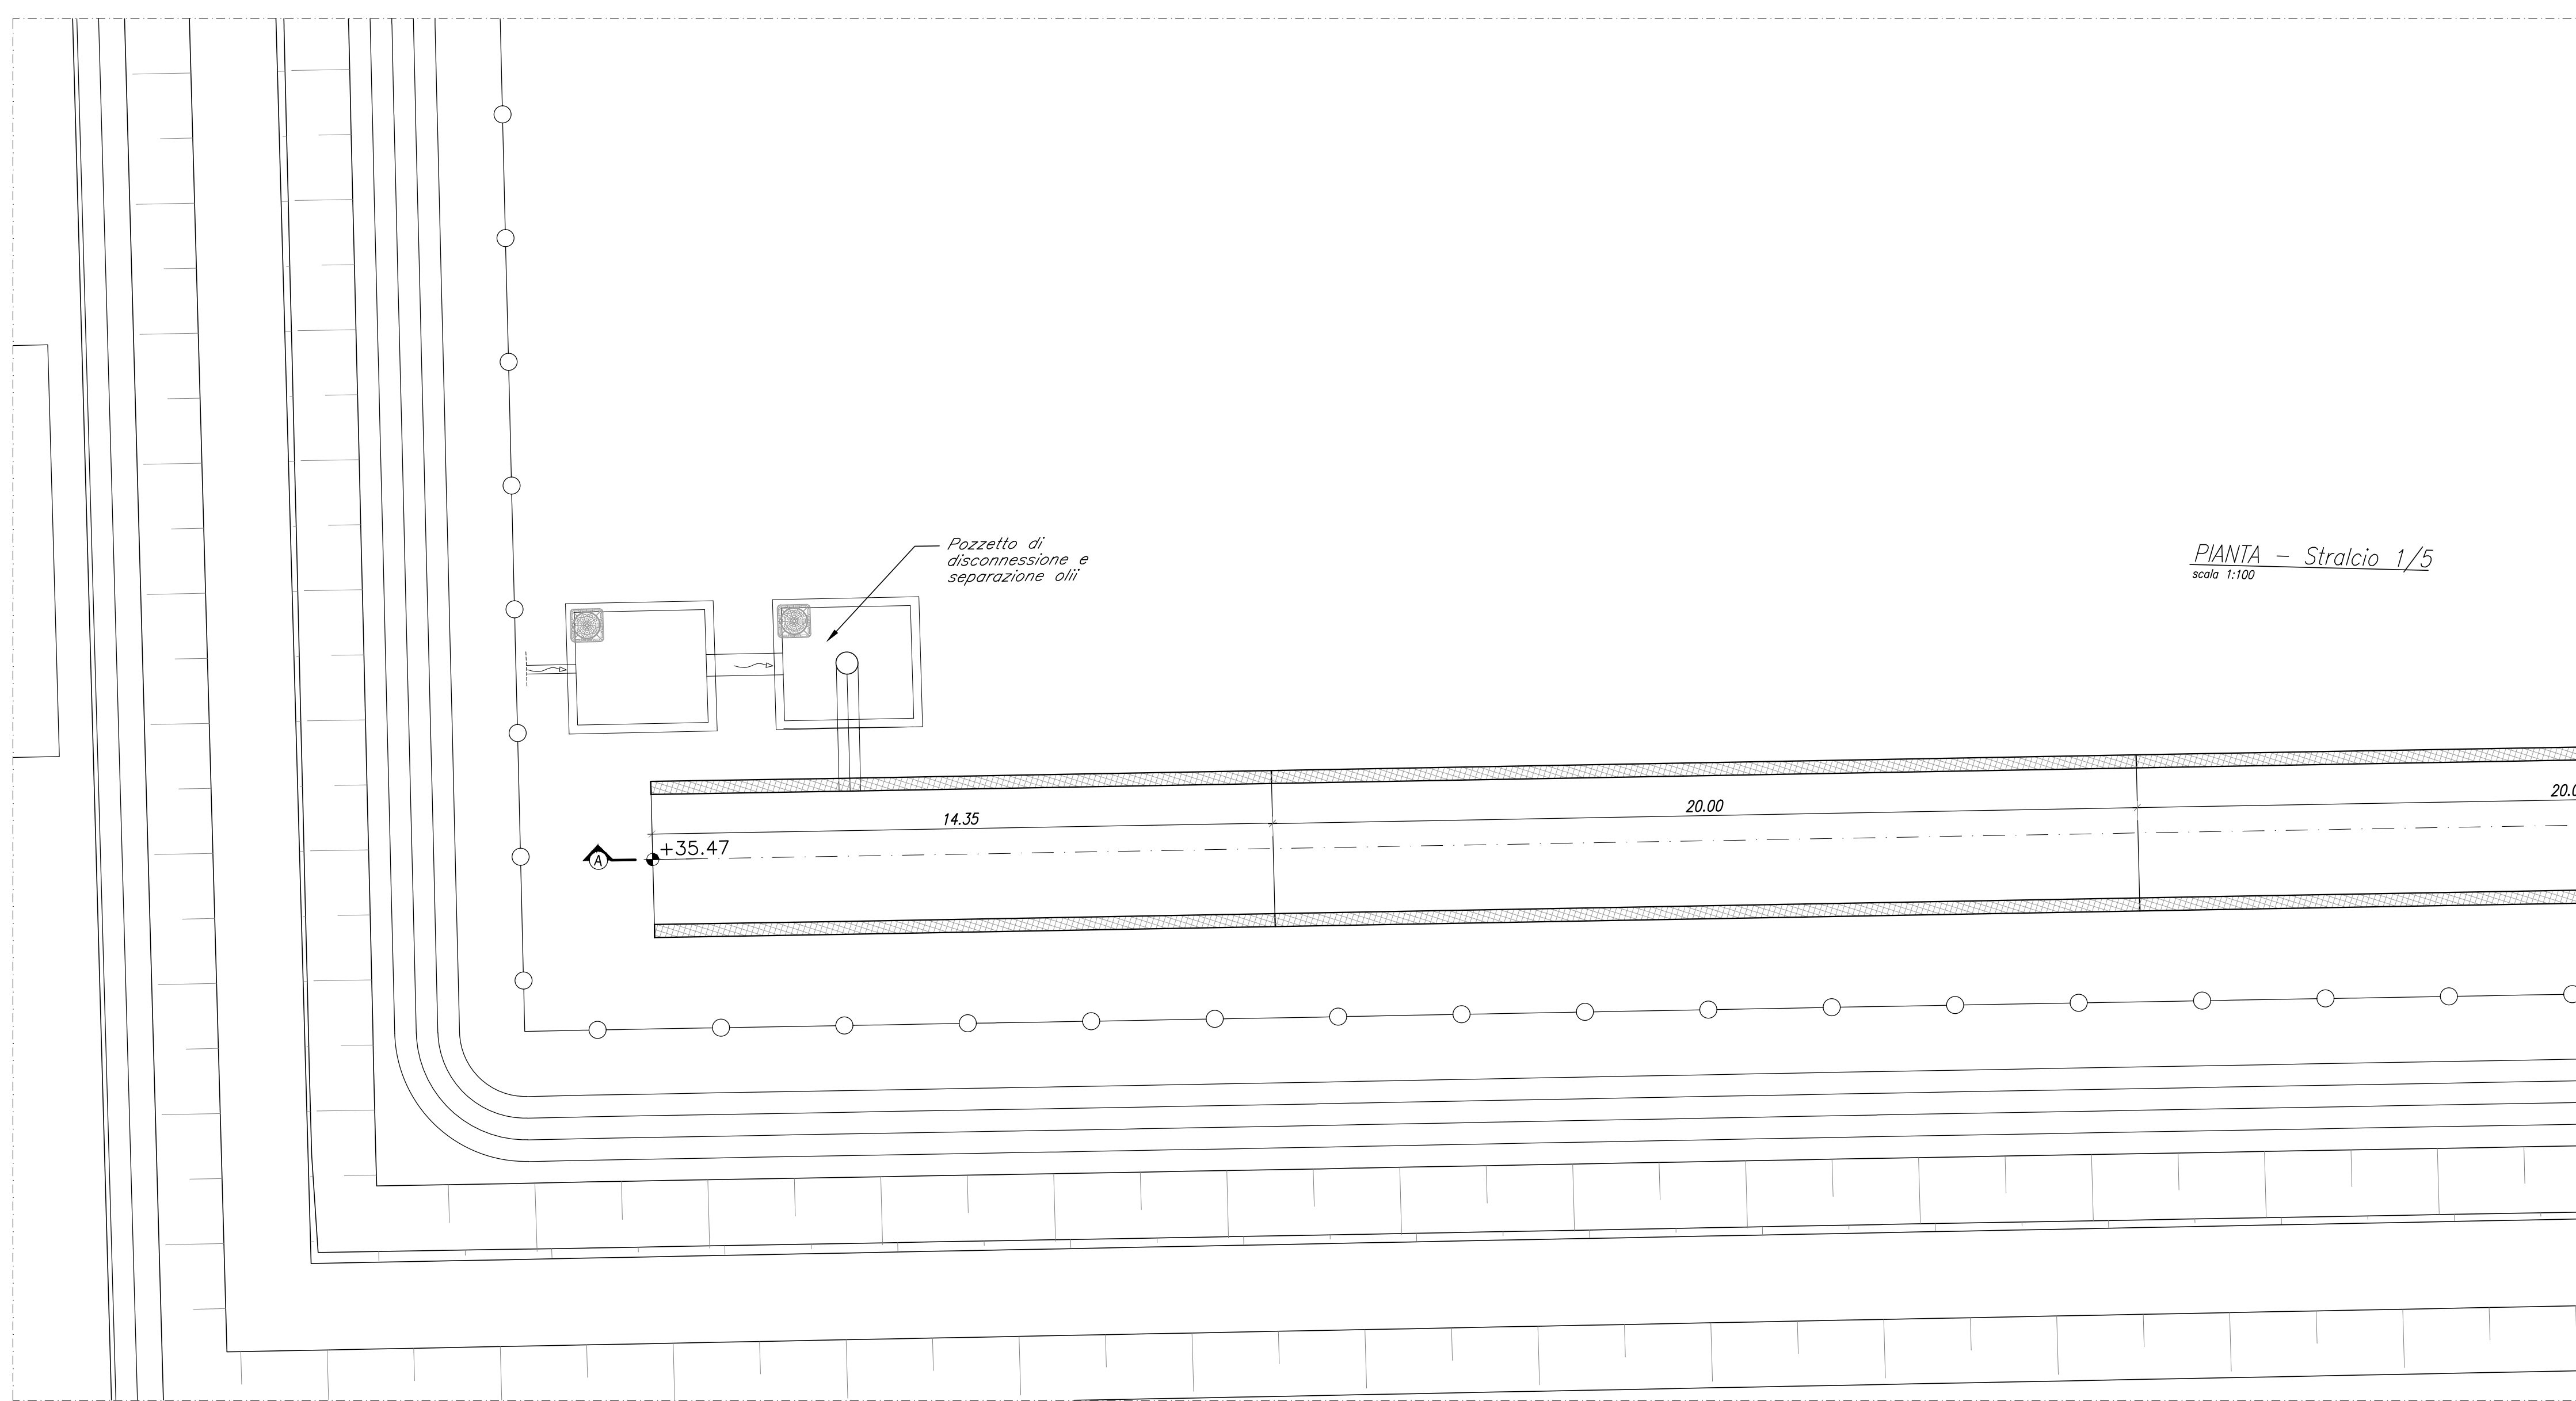 Pozzetto di
disconnessione e
separazione olii
PIANTA - Stralcio 1/5
scala 1:100
14.35
20.00
+35.47
A